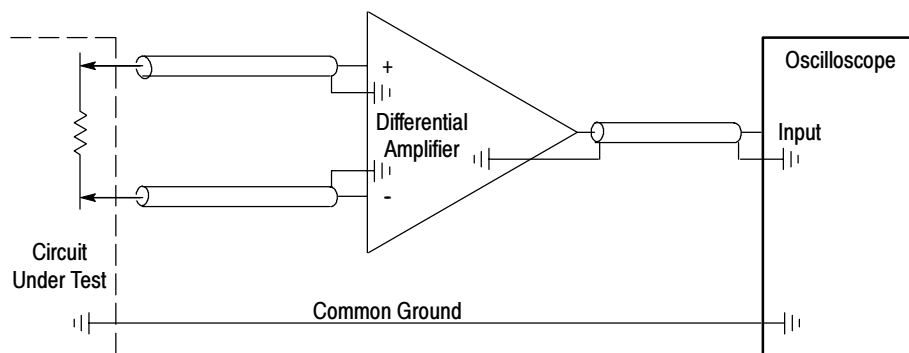 Oscilloscope
+
Differential
Amplifier
Input
-
Circuit
Under Test
Common Ground